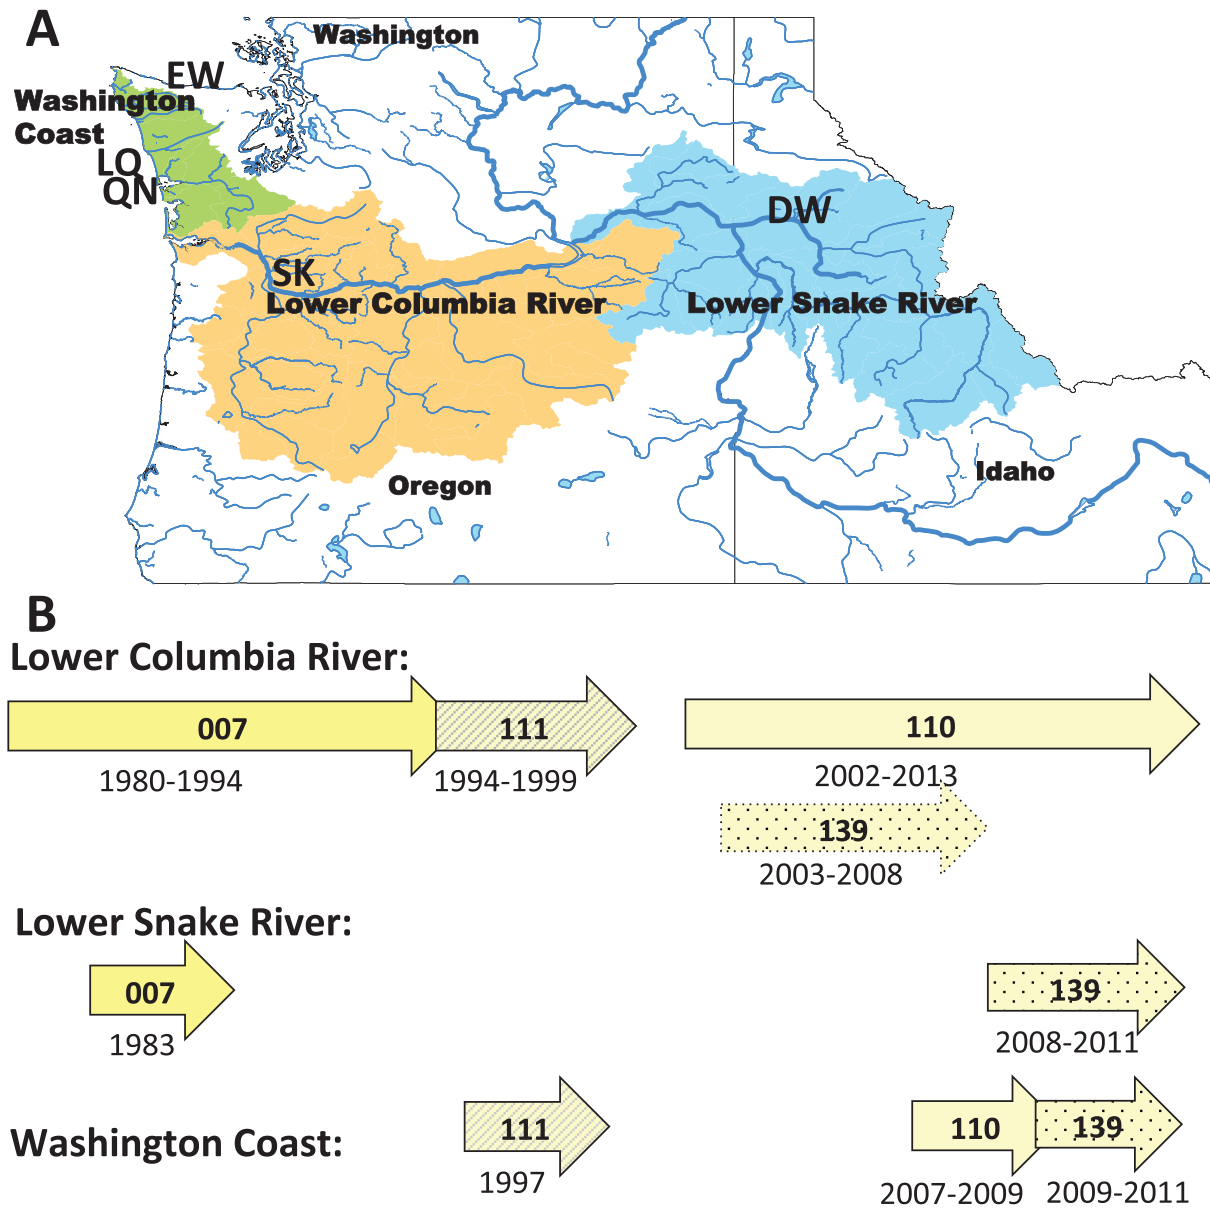 A
Washington
EW
Washington
Coast
LQ
QN
DW
SK
Lower Columbia River
Lower Snake River
Oregon
Idaho
B
Lower Columbia River:
007
111
110
1980-1994
1994-1999
2002-2013
139
2003-2008
Lower Snake River:
007
139
1983
2008-2011
Washington Coast:
111
110
139
1997
2007-2009
2009-2011